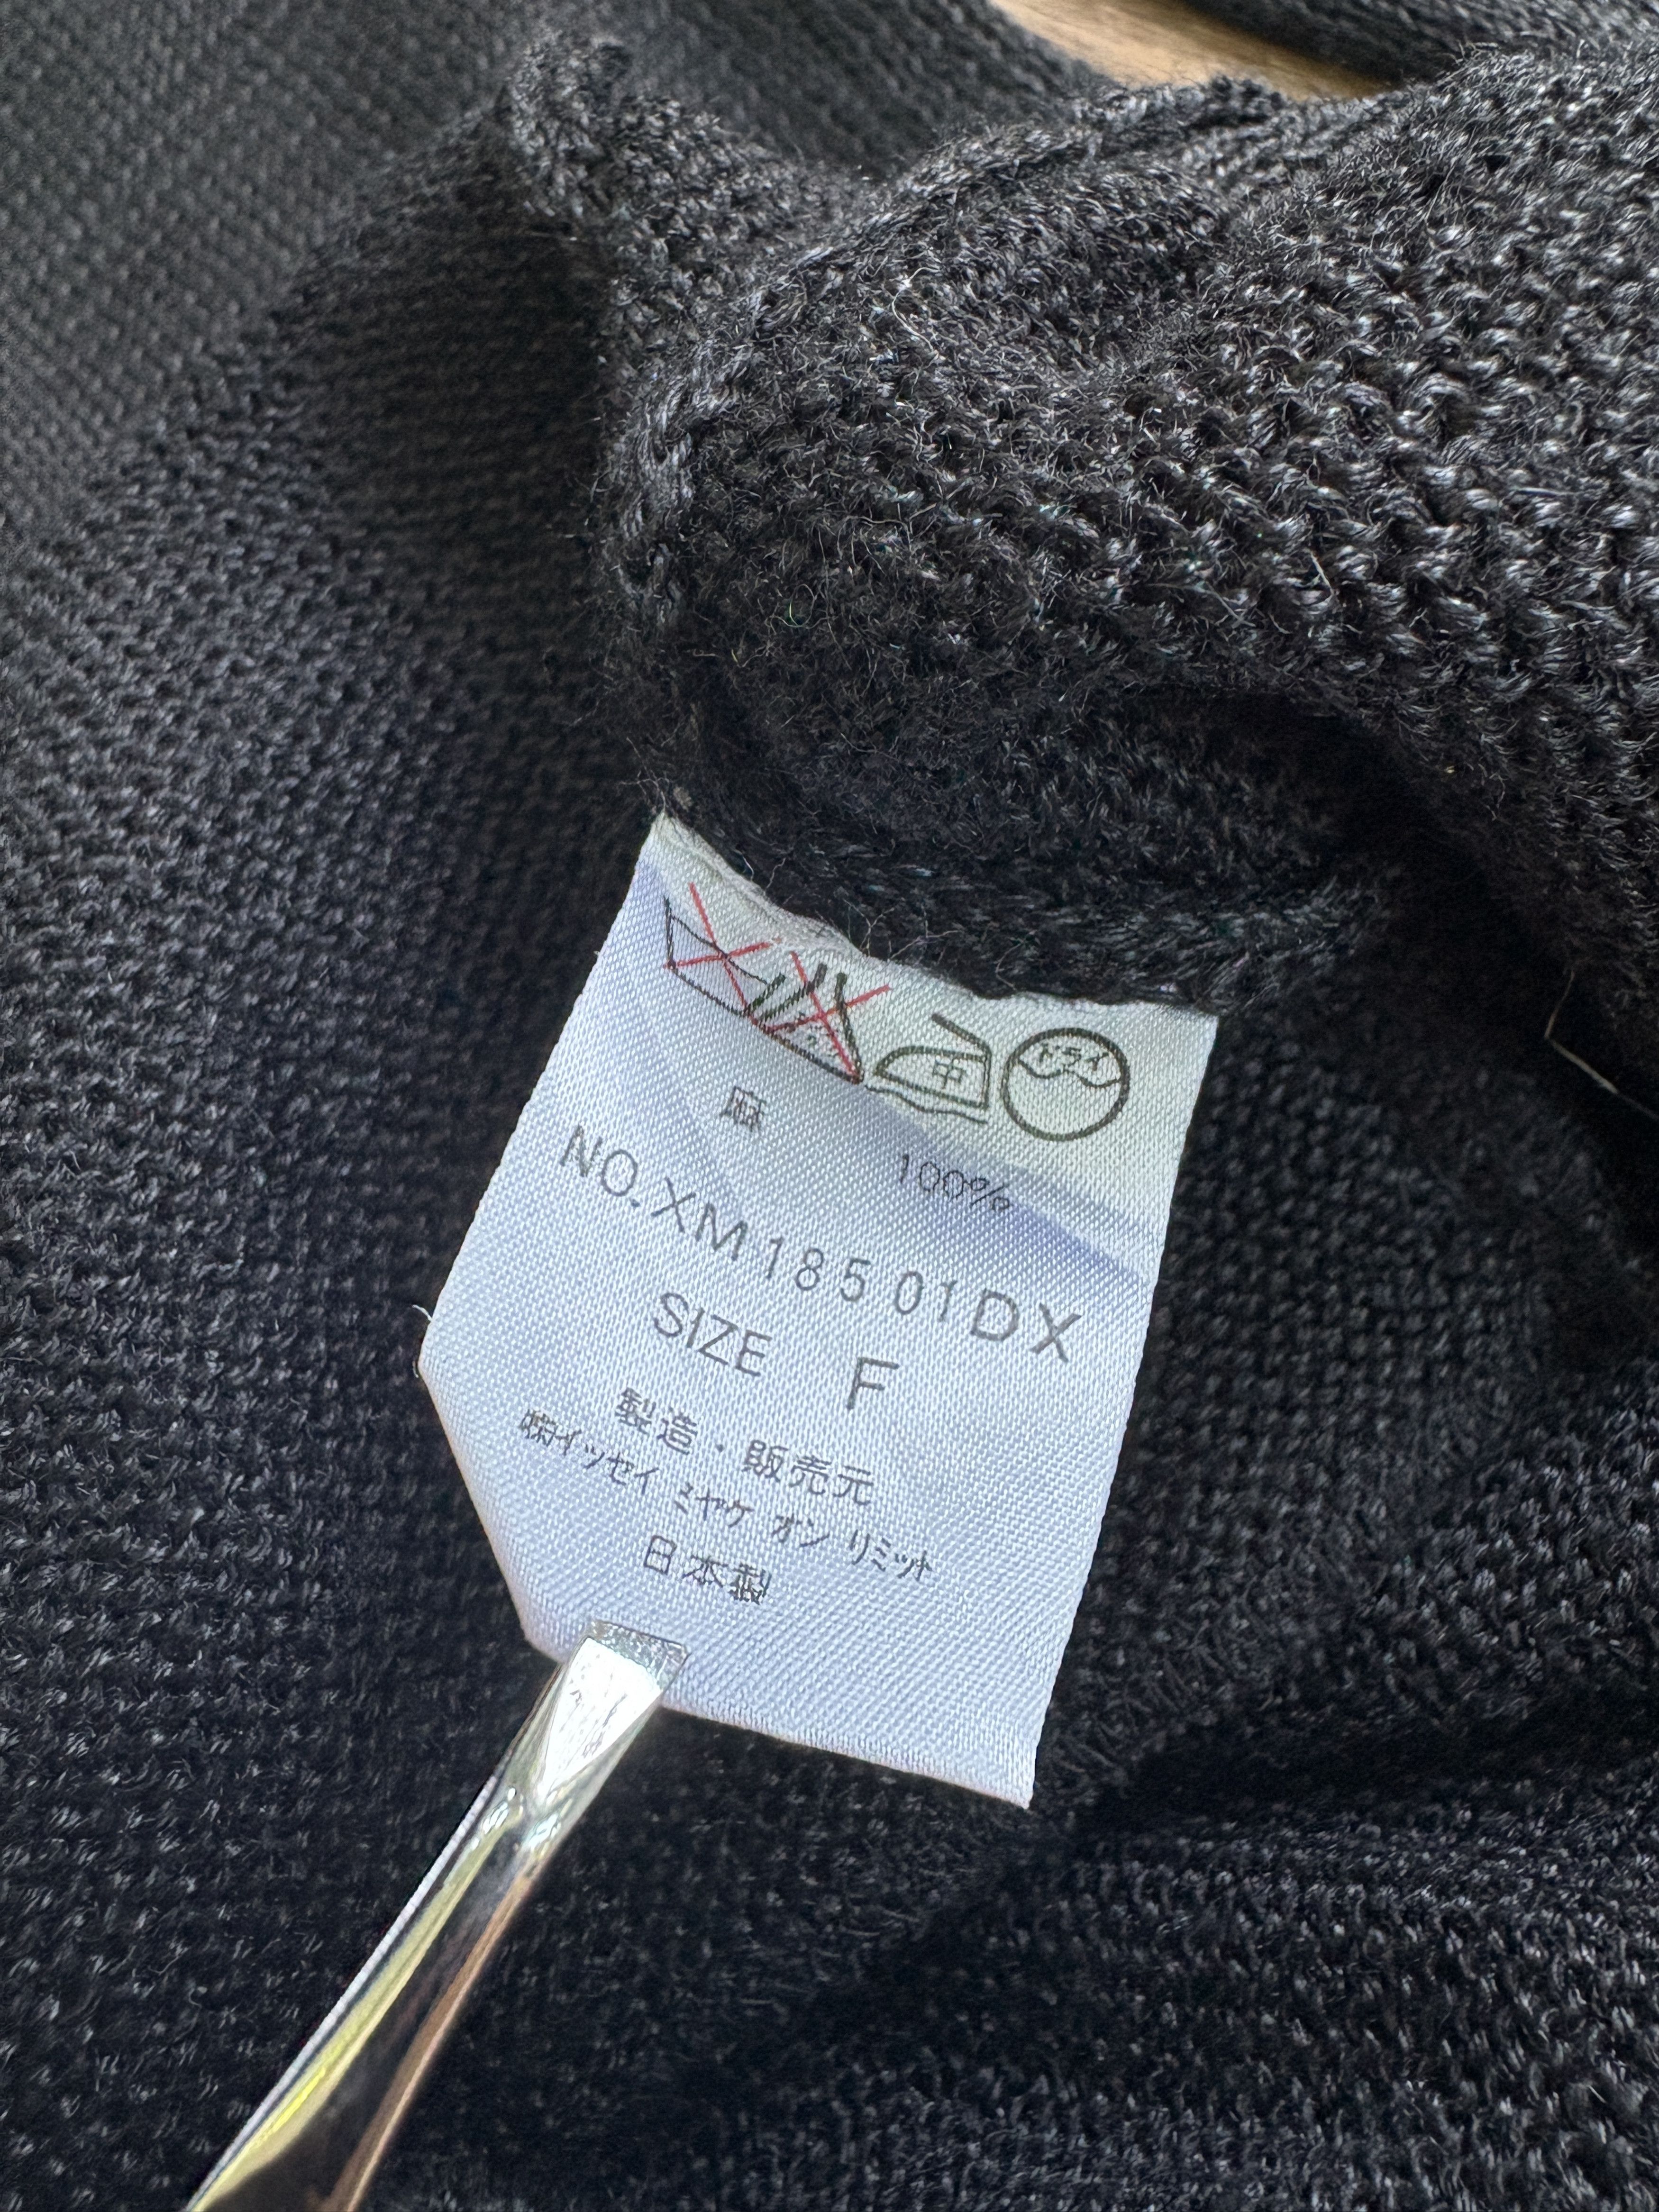 中 ドライ
麻 100%
NO.XM18501DX
SIZE F
製造・販売元
㈱イッセイ ミヤケ オン リミット
日本製